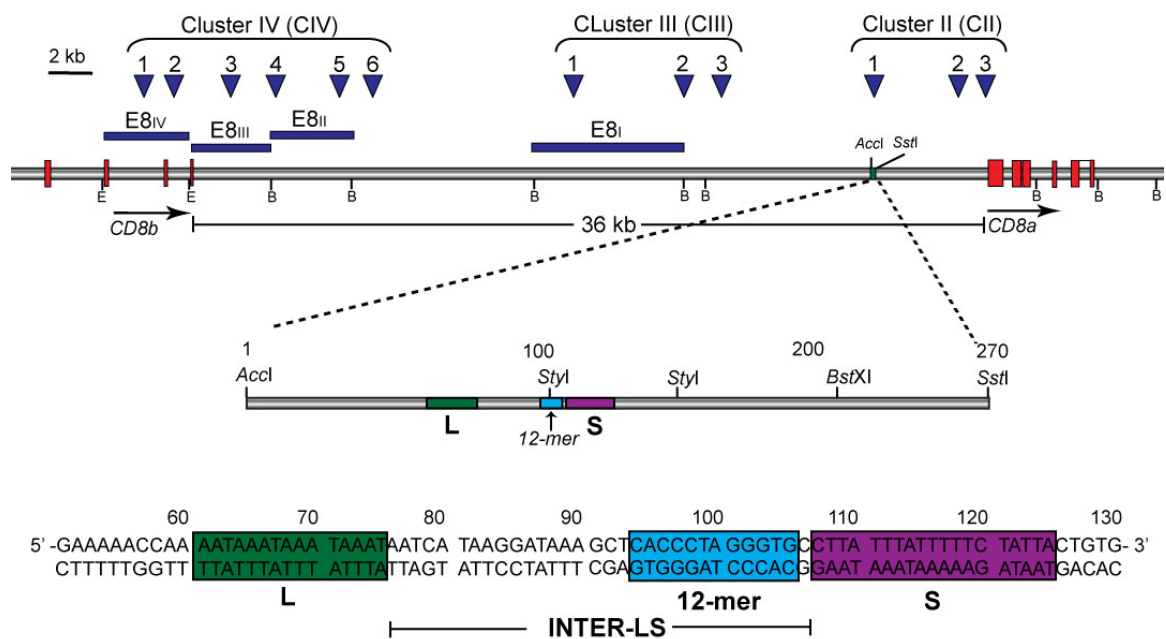 Cluster IV (CIV) CLuster III (CIII) Cluster II (CII)
2 kb 1 2 3 4 5 6 1 2 3 1 2 3
E8IV E8III E8II E8I
AccI SstI
E E B B B B B B B B
CD8b 36 kb CD8a
1 100 200 270
AccI StyI StyI BstXI SstI
L 12-mer S
60 70 80 90 100 110 120 130
5' -GAAAAACCAA AATAAATAAA TAAATAATCA TAAGGATAAA GCTCACCCTA GGGTGCCTTA TTTATTTTTC TATTACTGTG- 3'
CTTTTTGGTT TTATTTATTT ATTTATTAGT ATTCCTATTT CGAGTGGGAT CCCACGGAAT AAATAAAAAG ATAATGACAC
L 12-mer S
INTER-LS